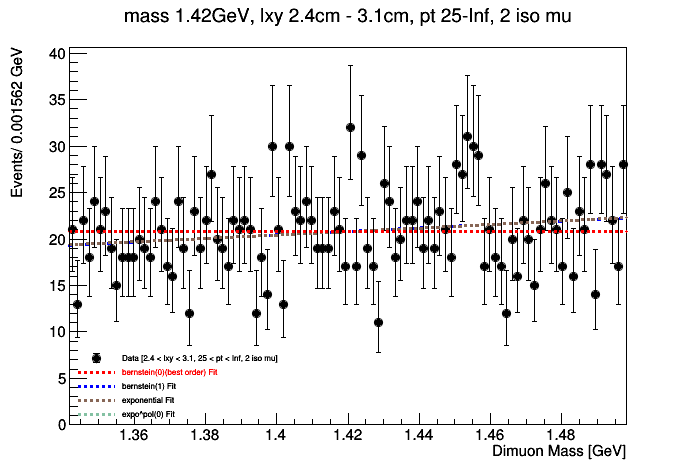 mass 1.42GeV, lxy 2.4cm - 3.1cm, pt 25-Inf, 2 iso mu
Events/ 0.001562 GeV
40
35
30
25
20
15
10
5
0
Data [2.4 < lxy < 3.1, 25 < pt < Inf, 2 iso mu]
bernstein(0)(best order) Fit
bernstein(1) Fit
exponential Fit
expo*pol(0) Fit
1.36 1.38 1.4 1.42 1.44 1.46 1.48
Dimuon Mass [GeV]